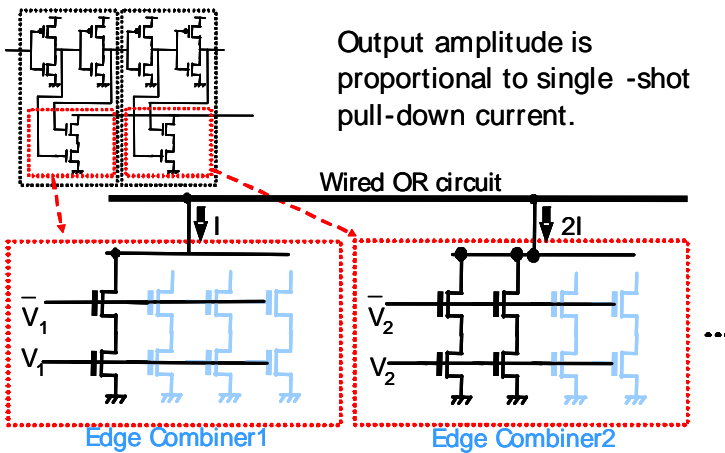 Output amplitude is
proportional to single -shot
pull-down current.
Wired OR circuit
I
2I
V1
V1
V2
V2
...
Edge Combiner1
Edge Combiner2